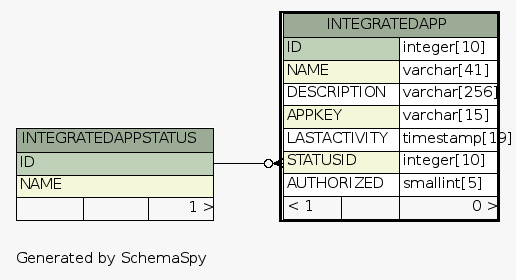 INTEGRATEDAPP
ID integer[10]
NAME varchar[41]
DESCRIPTION varchar[256]
APPKEY varchar[15]
LASTACTIVITY timestamp[19]
STATUSID integer[10]
AUTHORIZED smallint[5]
< 1 0 >
INTEGRATEDAPPSTATUS
ID
NAME
1 >
Generated by SchemaSpy